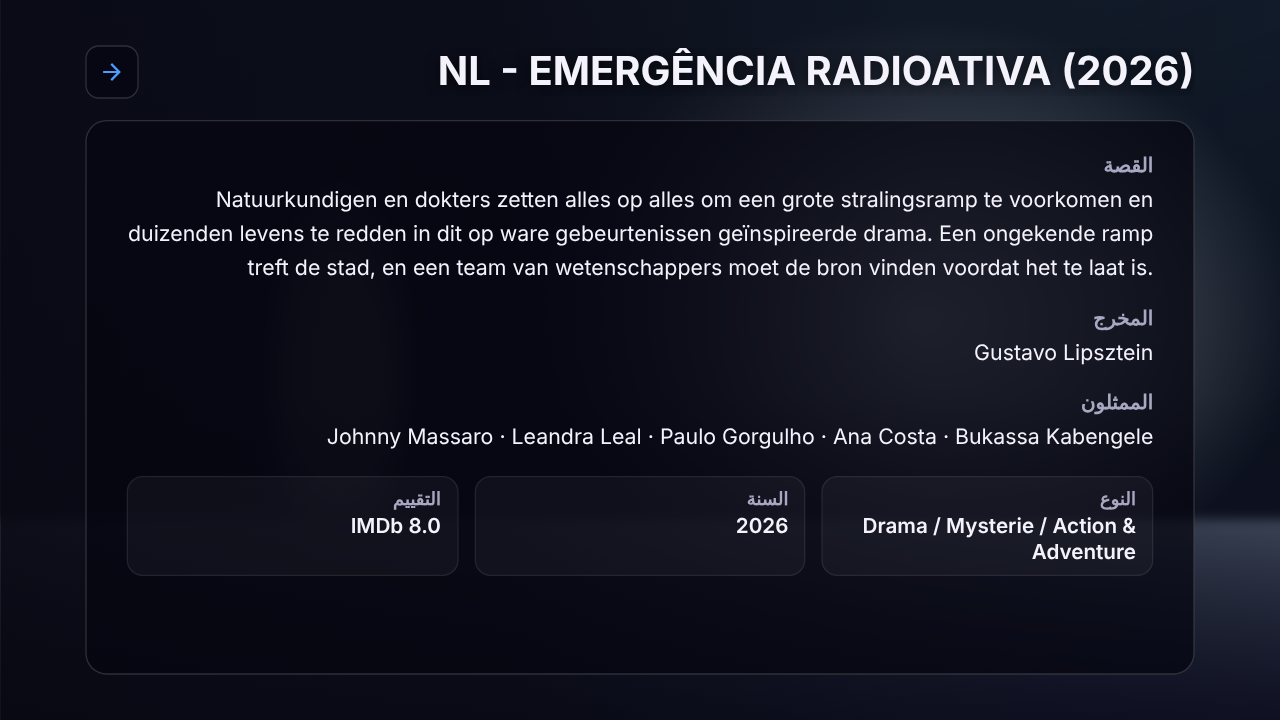 NL - EMERGÊNCIA RADIOATIVA (2026)
القصة
Natuurkundigen en dokters zetten alles op alles om een grote stralingsramp te voorkomen en
duizenden levens te redden in dit op ware gebeurtenissen geïnspireerde drama. Een ongekende ramp
treft de stad, en een team van wetenschappers moet de bron vinden voordat het te laat is.
المخرج
Gustavo Lipsztein
الممثلون
Johnny Massaro · Leandra Leal · Paulo Gorgulho · Ana Costa · Bukassa Kabengele
النوع
Drama / Mysterie / Action &
Adventure
السنة
2026
التقييم
IMDb 8.0